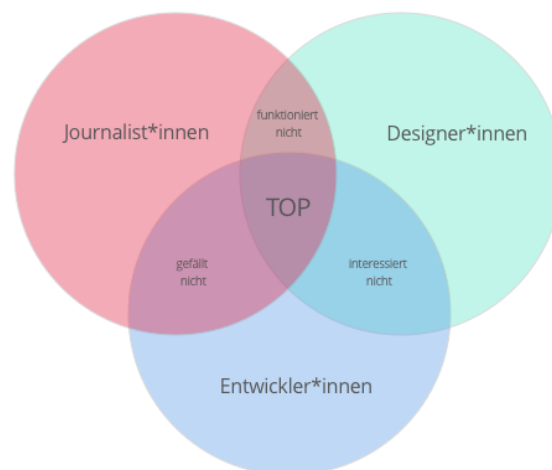 funktioniert
nicht
Journalist*innen
Designer*innen
TOP
gefällt
nicht
interessiert
nicht
Entwickler*innen